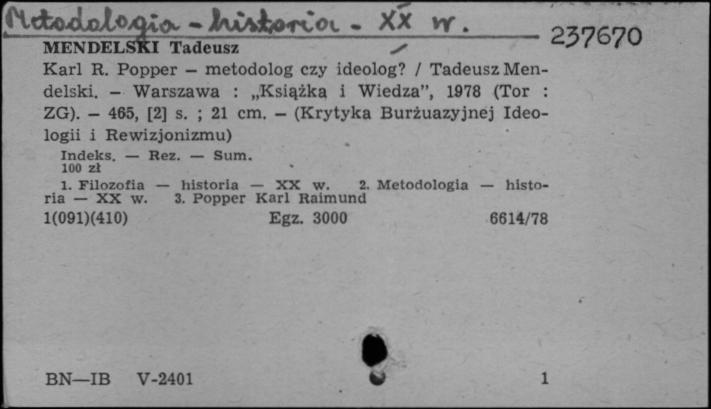 Metodologia - historia - XX w.
237670
MENDELSKI Tadeusz
Karl R. Popper — metodolog czy ideolog? / Tadeusz Men-
delski. — Warszawa : „Książka i Wiedza”, 1978 (Tor :
ZG). — 465, [2] s. ; 21 cm. — (Krytyka Burżuazyjnej Ideo-
logii i Rewizjonizmu)
Indeks. — Rez. — Sum.
100 zł
1. Filozofia — historia — XX w. 2. Metodologia — histo-
ria — XX w. 3. Popper Karl Raimund
1(091)(410) Egz. 3000 6614/78
BN—IB V-2401 1